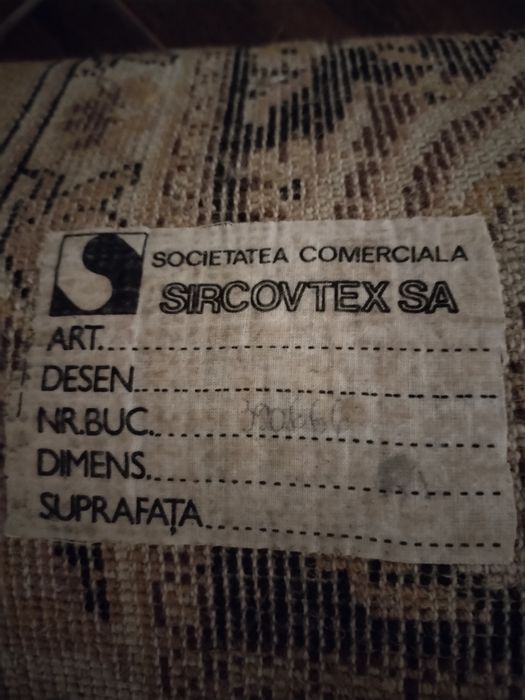 SOCIETATEA COMERCIALA
SIRCOVTEX SA
ART.
DESEN
NR.BUC.
DIMENS.
SUPRAFAȚA